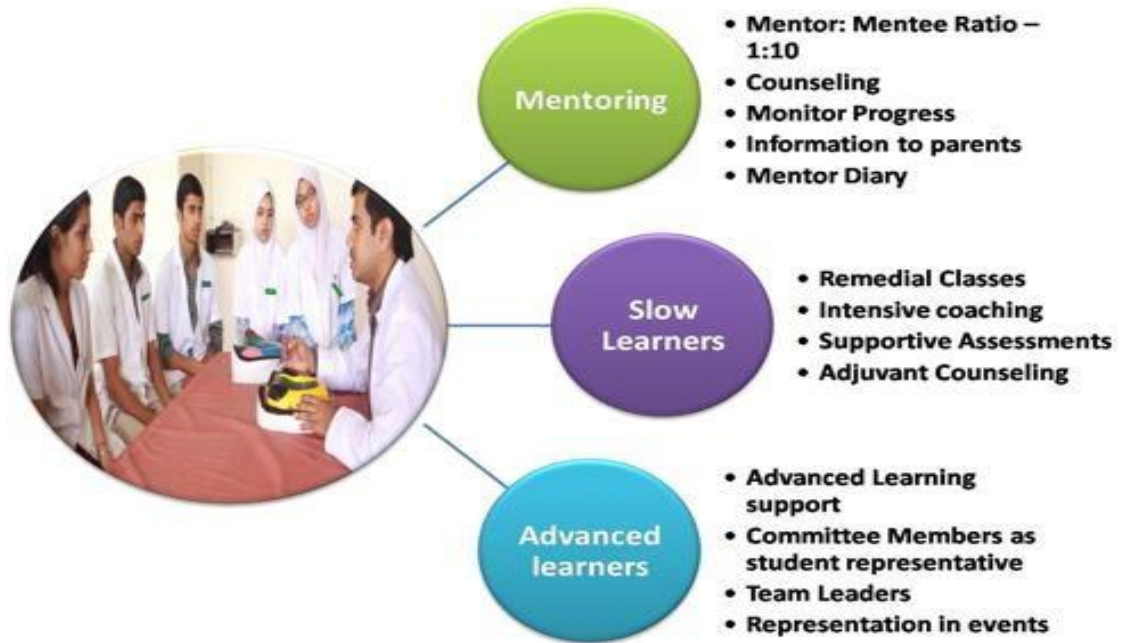 Mentoring
• Mentor: Mentee Ratio –
1:10
• Counseling
• Monitor Progress
• Information to parents
• Mentor Diary
Slow
Learners
• Remedial Classes
• Intensive coaching
• Supportive Assessments
• Adjuvant Counseling
Advanced
learners
• Advanced Learning
support
• Committee Members as
student representative
• Team Leaders
• Representation in events